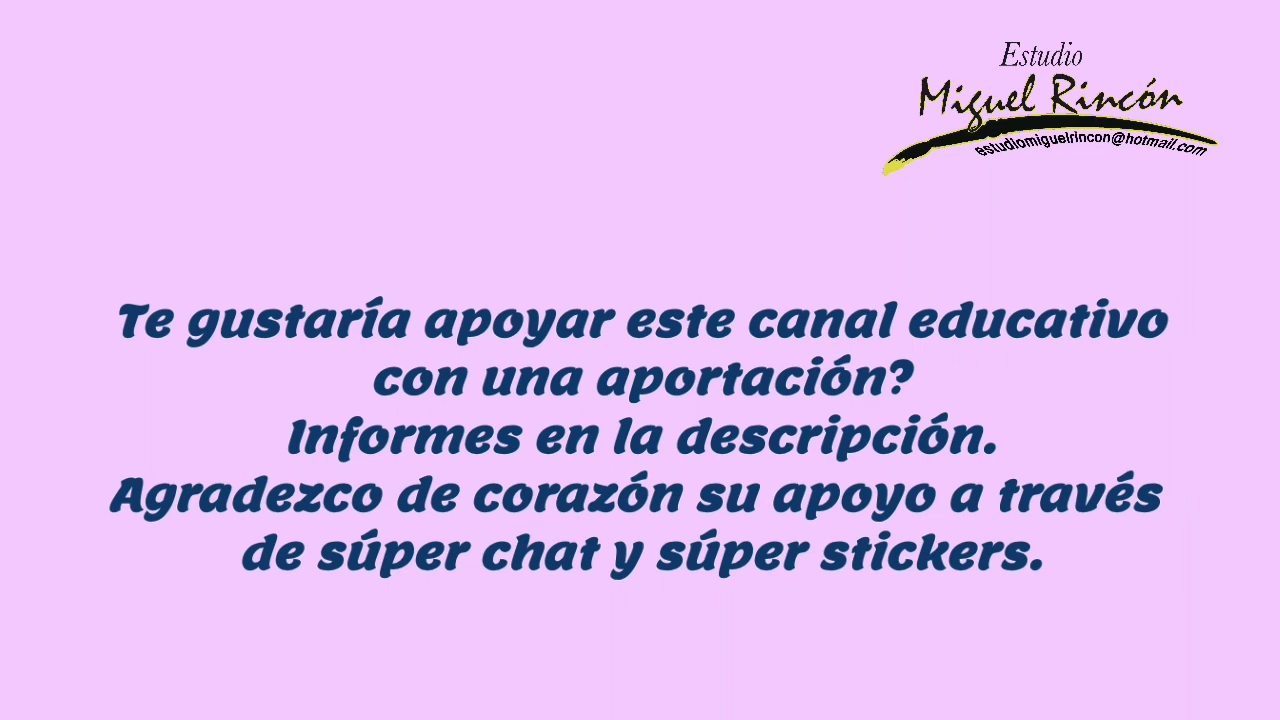 Estudio
Miguel Rincón
estudiomiguelrincon@hotmail.com
Te gustaría apoyar este canal educativo
con una aportación?
Informes en la descripción.
Agradezco de corazón su apoyo a través
de súper chat y súper stickers.